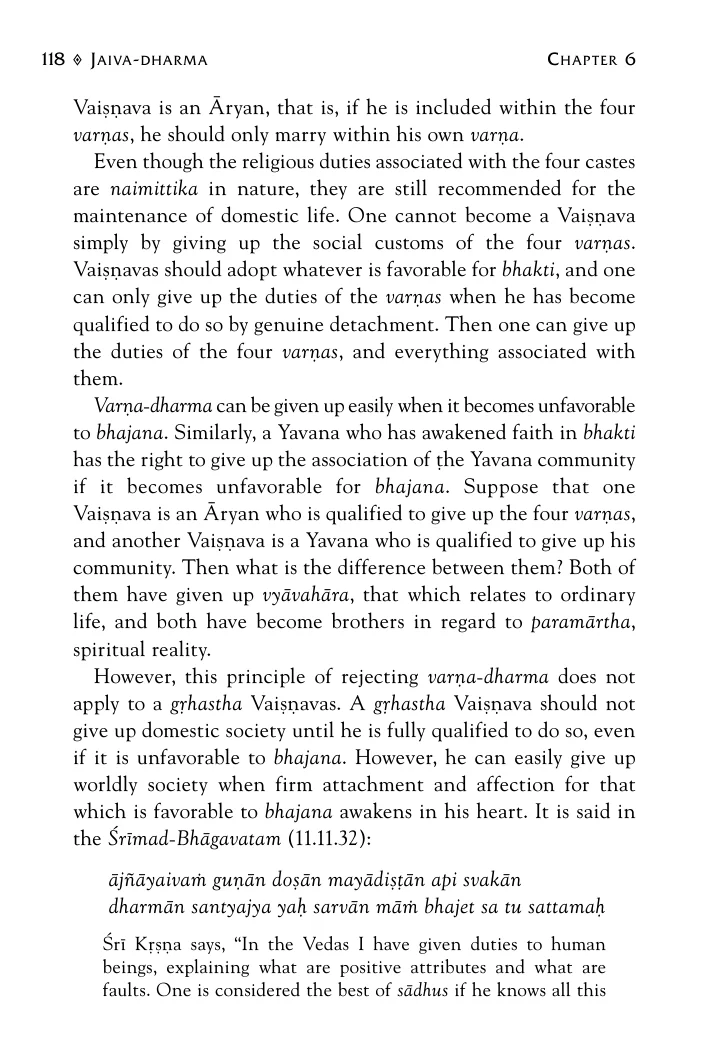 118 ⟡ JAIVA-DHARMA CHAPTER 6
Vaiṣṇava is an Āryan, that is, if he is included within the four
varṇas, he should only marry within his own varṇa.
Even though the religious duties associated with the four castes
are naimittika in nature, they are still recommended for the
maintenance of domestic life. One cannot become a Vaiṣṇava
simply by giving up the social customs of the four varṇas.
Vaiṣṇavas should adopt whatever is favorable for bhakti, and one
can only give up the duties of the varṇas when he has become
qualified to do so by genuine detachment. Then one can give up
the duties of the four varṇas, and everything associated with
them.
Varṇa-dharma can be given up easily when it becomes unfavorable
to bhajana. Similarly, a Yavana who has awakened faith in bhakti
has the right to give up the association of ṭhe Yavana community
if it becomes unfavorable for bhajana. Suppose that one
Vaiṣṇava is an Āryan who is qualified to give up the four varṇas,
and another Vaiṣṇava is a Yavana who is qualified to give up his
community. Then what is the difference between them? Both of
them have given up vyāvahāra, that which relates to ordinary
life, and both have become brothers in regard to paramārtha,
spiritual reality.
However, this principle of rejecting varṇa-dharma does not
apply to a gṛhastha Vaiṣṇavas. A gṛhastha Vaiṣṇava should not
give up domestic society until he is fully qualified to do so, even
if it is unfavorable to bhajana. However, he can easily give up
worldly society when firm attachment and affection for that
which is favorable to bhajana awakens in his heart. It is said in
the Śrīmad-Bhāgavatam (11.11.32):
ājñāyaivaṁ guṇān doṣān mayādiṣṭān api svakān
dharmān santyajya yaḥ sarvān māṁ bhajet sa tu sattamaḥ
Śrī Kṛṣṇa says, “In the Vedas I have given duties to human
beings, explaining what are positive attributes and what are
faults. One is considered the best of sādhus if he knows all this